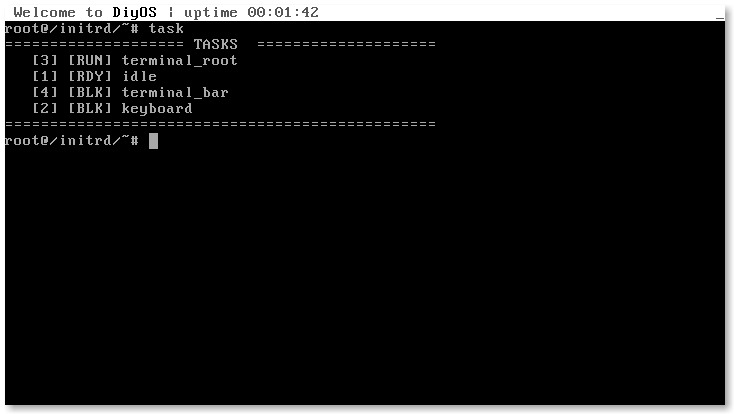 Welcome to DiyOS | uptime 00:01:42 _
root@/initrd/~# task
==================== TASKS  ====================
   [3] [RUN] terminal_root
   [1] [RDY] idle
   [4] [BLK] terminal_bar
   [2] [BLK] keyboard
================================================
root@/initrd/~#